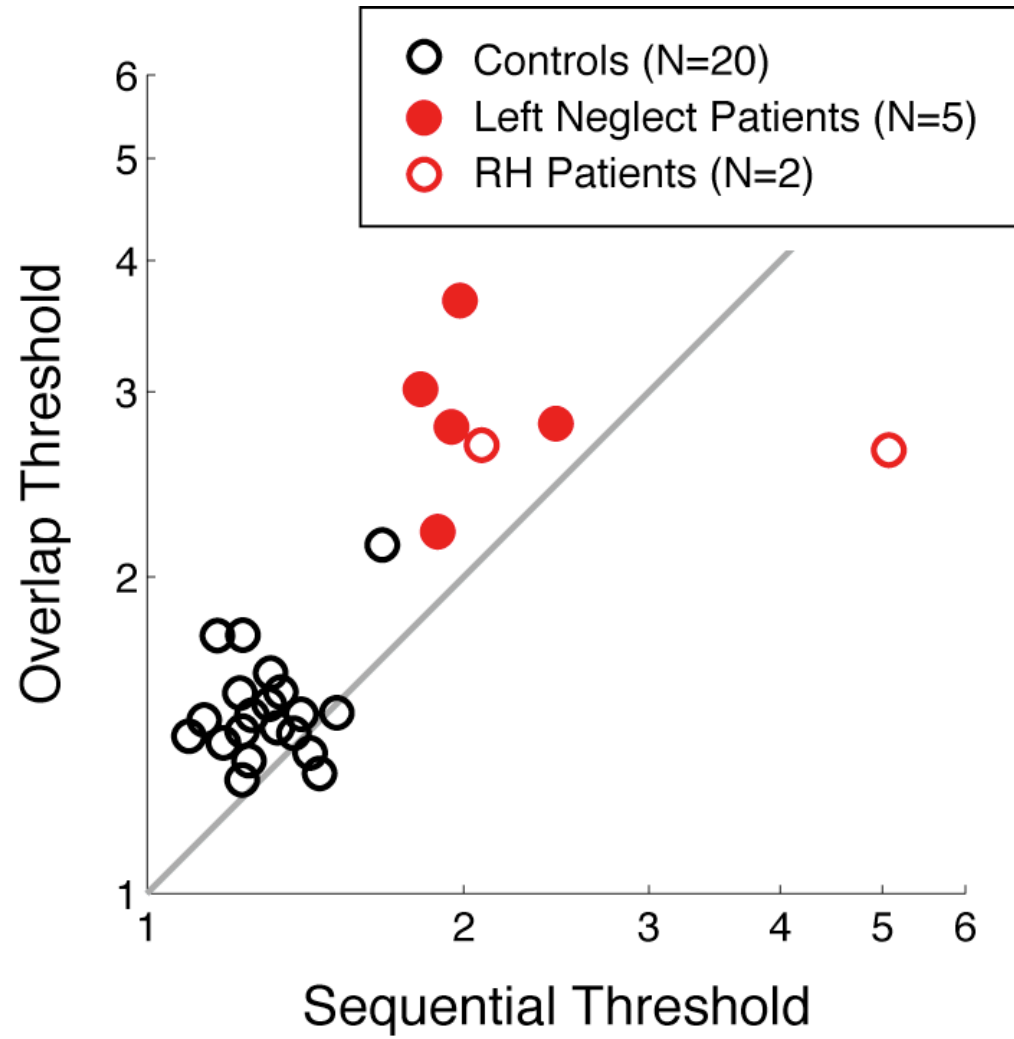 Controls (N=20)
Left Neglect Patients (N=5)
RH Patients (N=2)
Overlap Threshold
6
5
4
3
2
1
1 2 3 4 5 6
Sequential Threshold